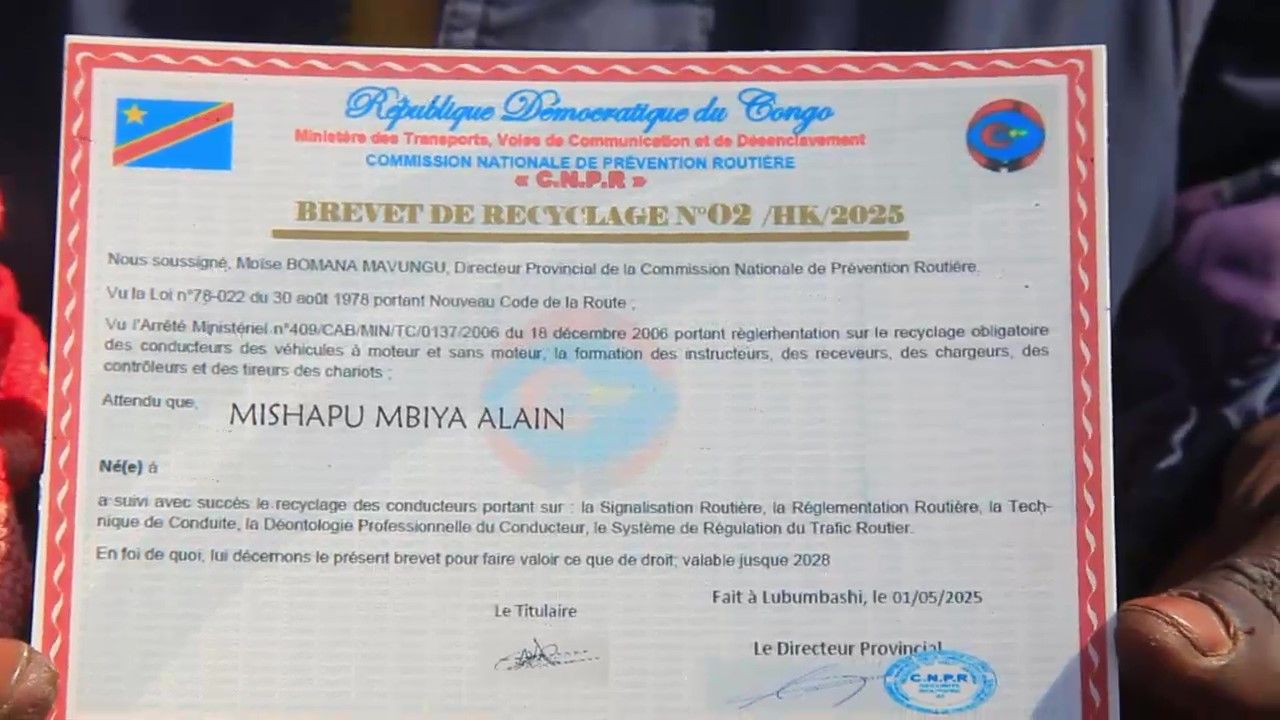 République Démocratique du Congo
Ministère des Transports, Voies de Communication et de Désenclavement
COMMISSION NATIONALE DE PRÉVENTION ROUTIÈRE
« C.N.P.R »
BREVET DE RECYCLAGE N°02 /HK/2025
Nous soussigné, Moïse BOMANA MAVUNGU, Directeur Provincial de la Commission Nationale de Prévention Routière.
Vu la Loi n°78-022 du 30 août 1978 portant Nouveau Code de la Route ;
Vu l'Arrêté Ministériel n°409/CAB/MIN/TC/0137/2006 du 18 décembre 2006 portant règlerhentation sur le recyclage obligatoire
des conducteurs des véhicules à moteur et sans moteur, la formation des instructeurs, des receveurs, des chargeurs, des
contrôleurs et des tireurs des chariots ;
Attendu que, MISHAPU MBIYA ALAIN
Né(e) à
a suivi avec succès le recyclage des conducteurs portant sur : la Signalisation Routière, la Réglementation Routière, la Tech-
nique de Conduite, la Déontologie Professionnelle du Conducteur, le Système de Régulation du Trafic Routier.
En foi de quoi, lui décernons le présent brevet pour faire valoir ce que de droit; valable jusque 2028
Fait à Lubumbashi, le 01/05/2025
Le Titulaire
Le Directeur Provincial
C.N.P.R